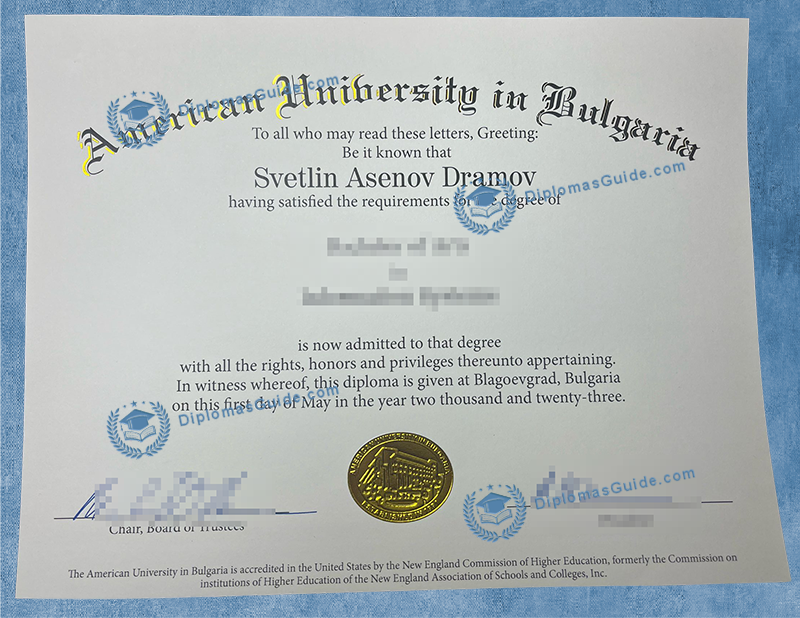 American University in Bulgaria
DiplomasGuide.com
To all who may read these letters, Greeting:
Be it known that
Svetlin Asenov Dramov
DiplomasGuide.com
having satisfied the requirements for the degree of
is now admitted to that degree
with all the rights, honors and privileges thereunto appertaining.
In witness whereof, this diploma is given at Blagoevgrad, Bulgaria
on this first day of May in the year two thousand and twenty-three.
DiplomasGuide.com
DiplomasGuide.com
Chair, Board of Trustees
The American University in Bulgaria is accredited in the United States by the New England Commission of Higher Education, formerly the Commission on
institutions of Higher Education of the New England Association of Schools and Colleges, Inc.